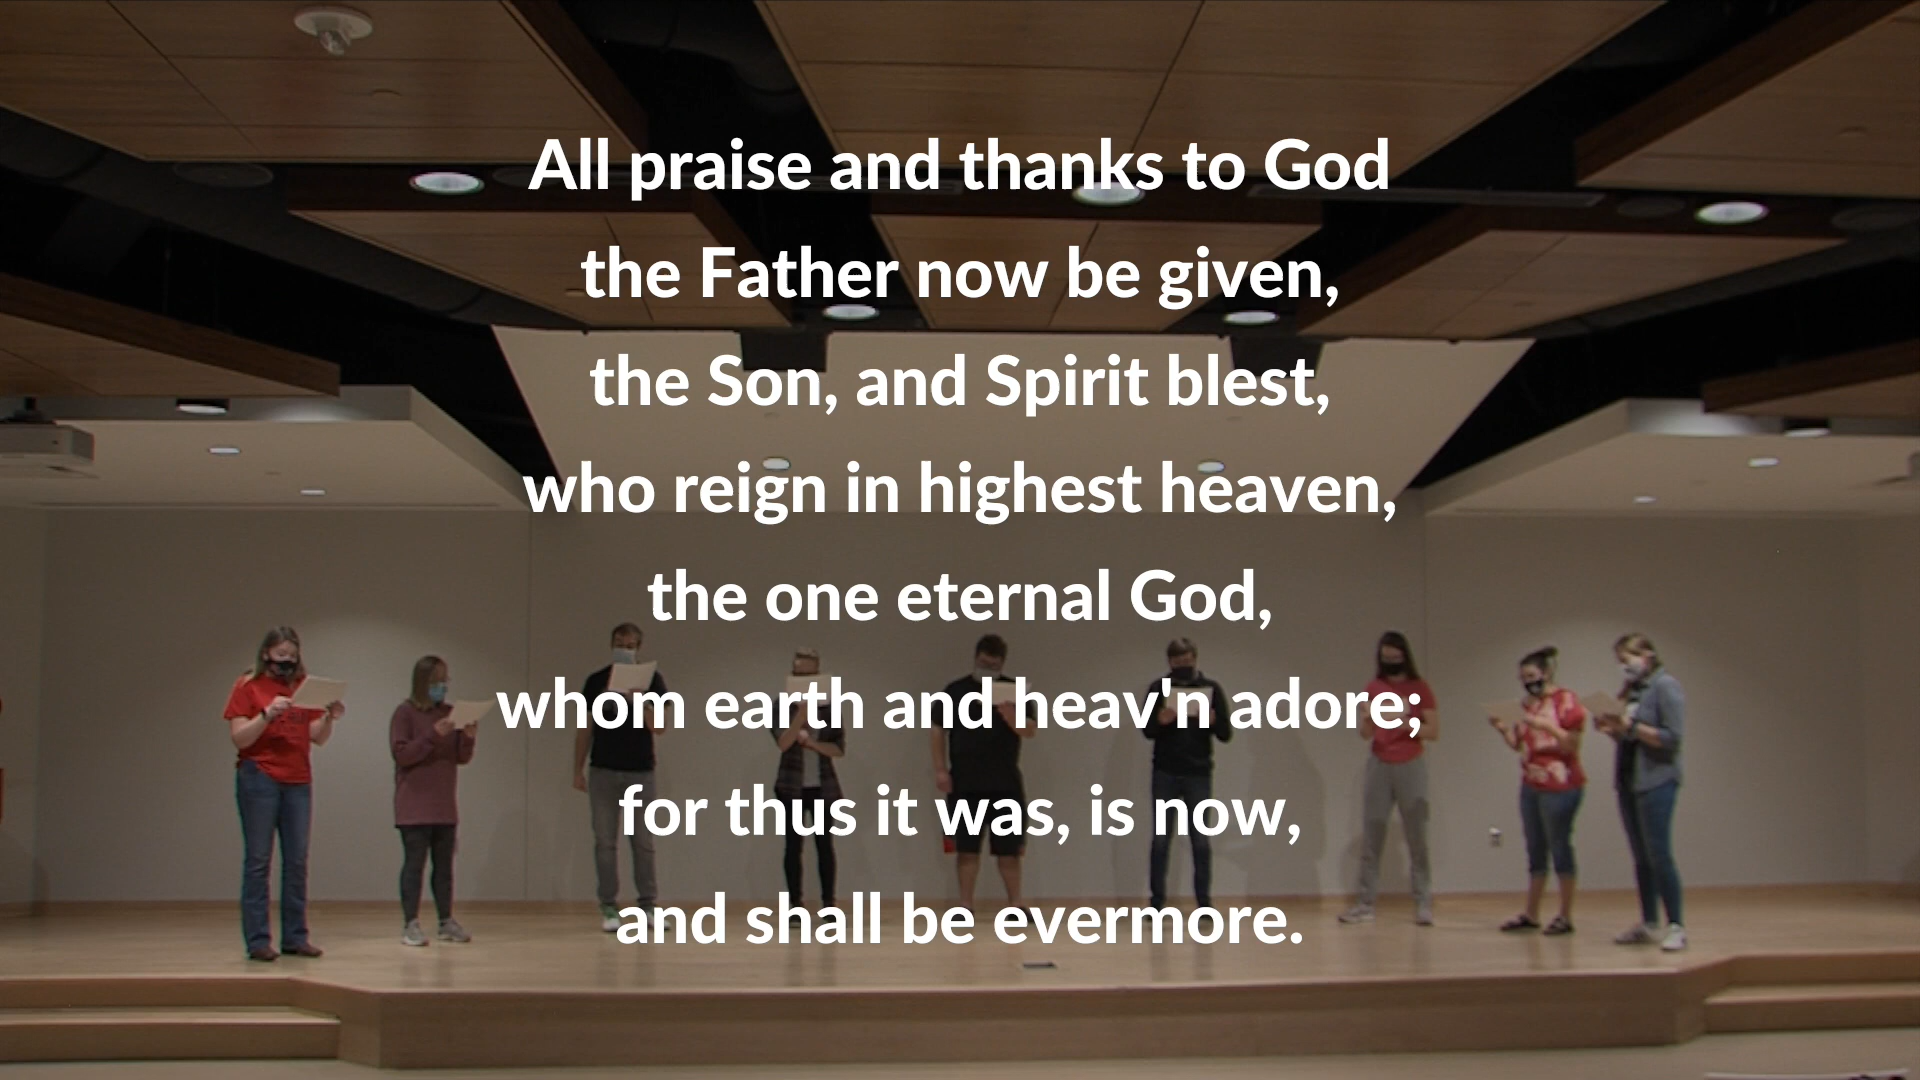 All praise and thanks to God
the Father now be given,
the Son, and Spirit blest,
who reign in highest heaven,
the one eternal God,
whom earth and heav'n adore;
for thus it was, is now,
and shall be evermore.